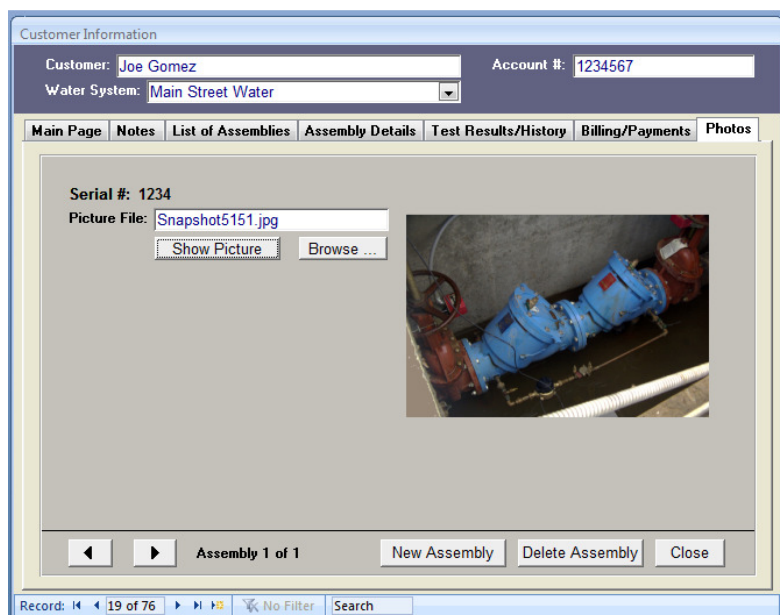 Customer Information
Customer: Joe Gomez Account #: 1234567
Water System: Main Street Water
Main Page Notes List of Assemblies Assembly Details Test Results/History Billing/Payments Photos
Serial #: 1234
Picture File: Snapshot5151.jpg
Show Picture Browse ...
Assembly 1 of 1 New Assembly Delete Assembly Close
Record: 19 of 76 No Filter Search